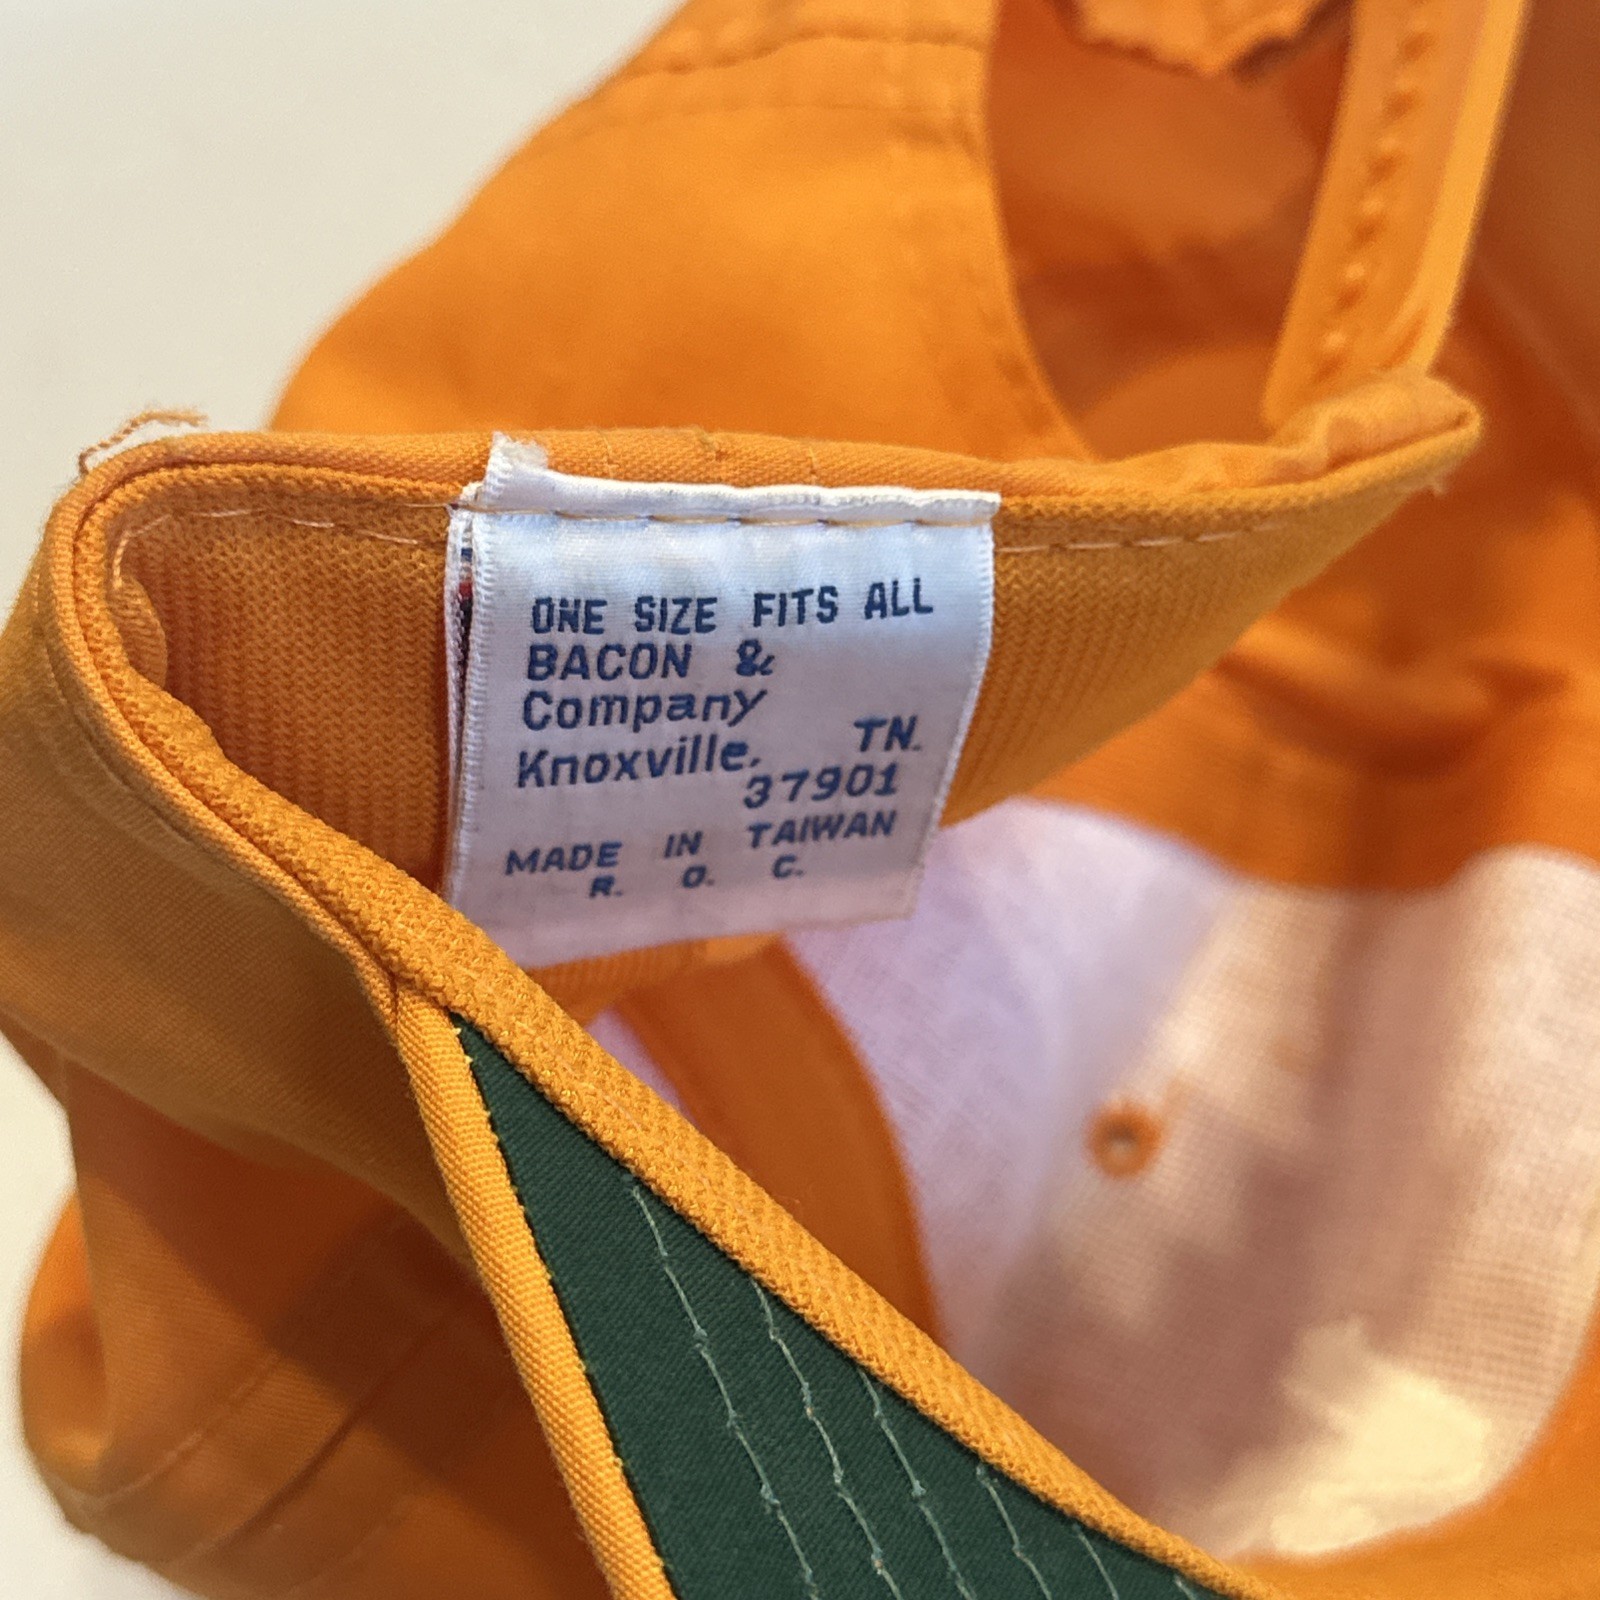 ONE SIZE FITS ALL
BACON &
Company
Knoxville, TN.
37901
MADE IN TAIWAN
R. O. C.